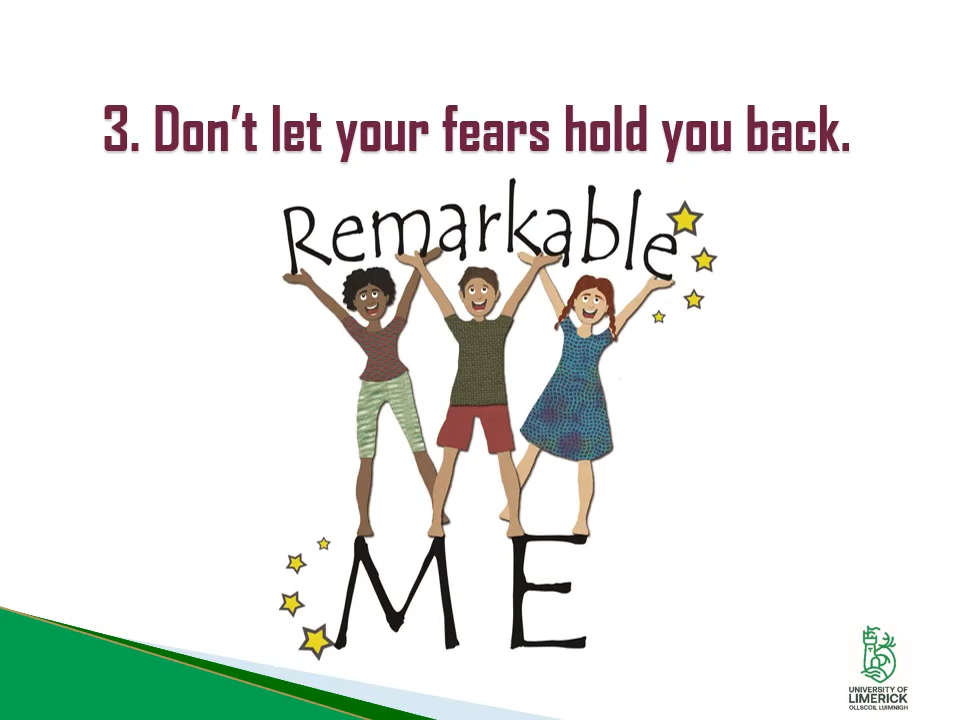 3. Don't let your fears hold you back.
Remarkable
ME
UNIVERSITY OF
LIMERICK
OLLSCOIL LUIMNIGH